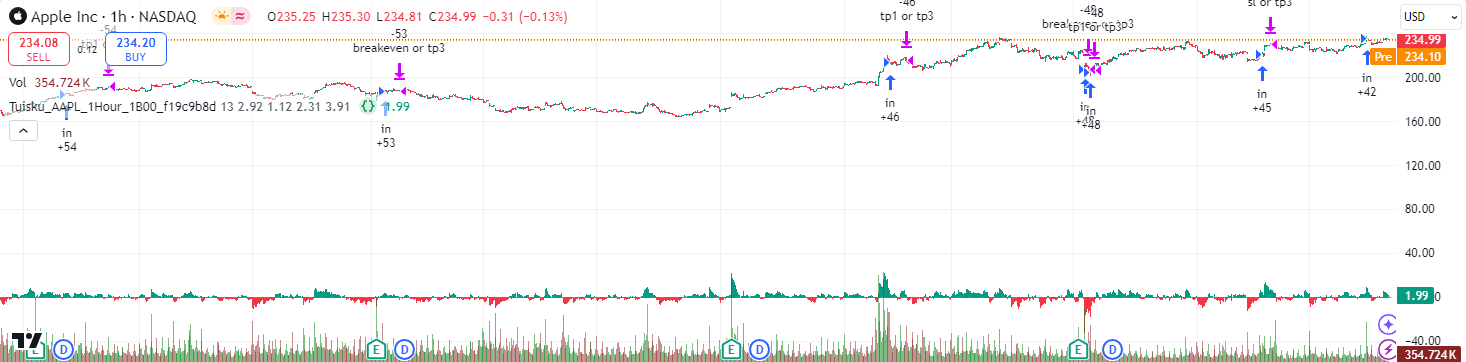 Apple Inc · 1h · NASDAQ O235.25 H235.30 L234.81 C234.99 −0.31 (−0.13%)
234.08 SELL
0.12
234.20 BUY
Vol 354.724 K
Tuisku_AAPL_1Hour_1B00_f19c9b8d 13 2.92 1.12 2.31 3.91 {} 1.99
-54
in
+54
-53
breakeven or tp3
in
+53
-46
tp1 or tp3
in
+46
-48
tp1 or tp3
in
+48
sl or tp3
in
+45
in
+42
USD
234.99
Pre 234.10
200.00
160.00
120.00
80.00
40.00
1.99
0
−40.00
354.724 K
E
D
E
D
E
D
E
D